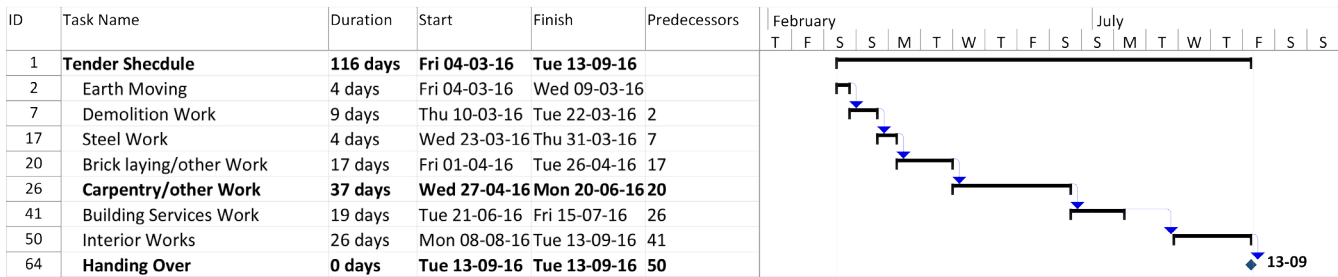 ID Task Name Duration Start Finish Predecessors February July
T F S S M T W T F S S M T W T F S S
1 Tender Shecdule 116 days Fri 04-03-16 Tue 13-09-16
2 Earth Moving 4 days Fri 04-03-16 Wed 09-03-16
7 Demolition Work 9 days Thu 10-03-16 Tue 22-03-16 2
17 Steel Work 4 days Wed 23-03-16 Thu 31-03-16 7
20 Brick laying/other Work 17 days Fri 01-04-16 Tue 26-04-16 17
26 Carpentry/other Work 37 days Wed 27-04-16 Mon 20-06-16 20
41 Building Services Work 19 days Tue 21-06-16 Fri 15-07-16 26
50 Interior Works 26 days Mon 08-08-16 Tue 13-09-16 41
64 Handing Over 0 days Tue 13-09-16 Tue 13-09-16 50 13-09